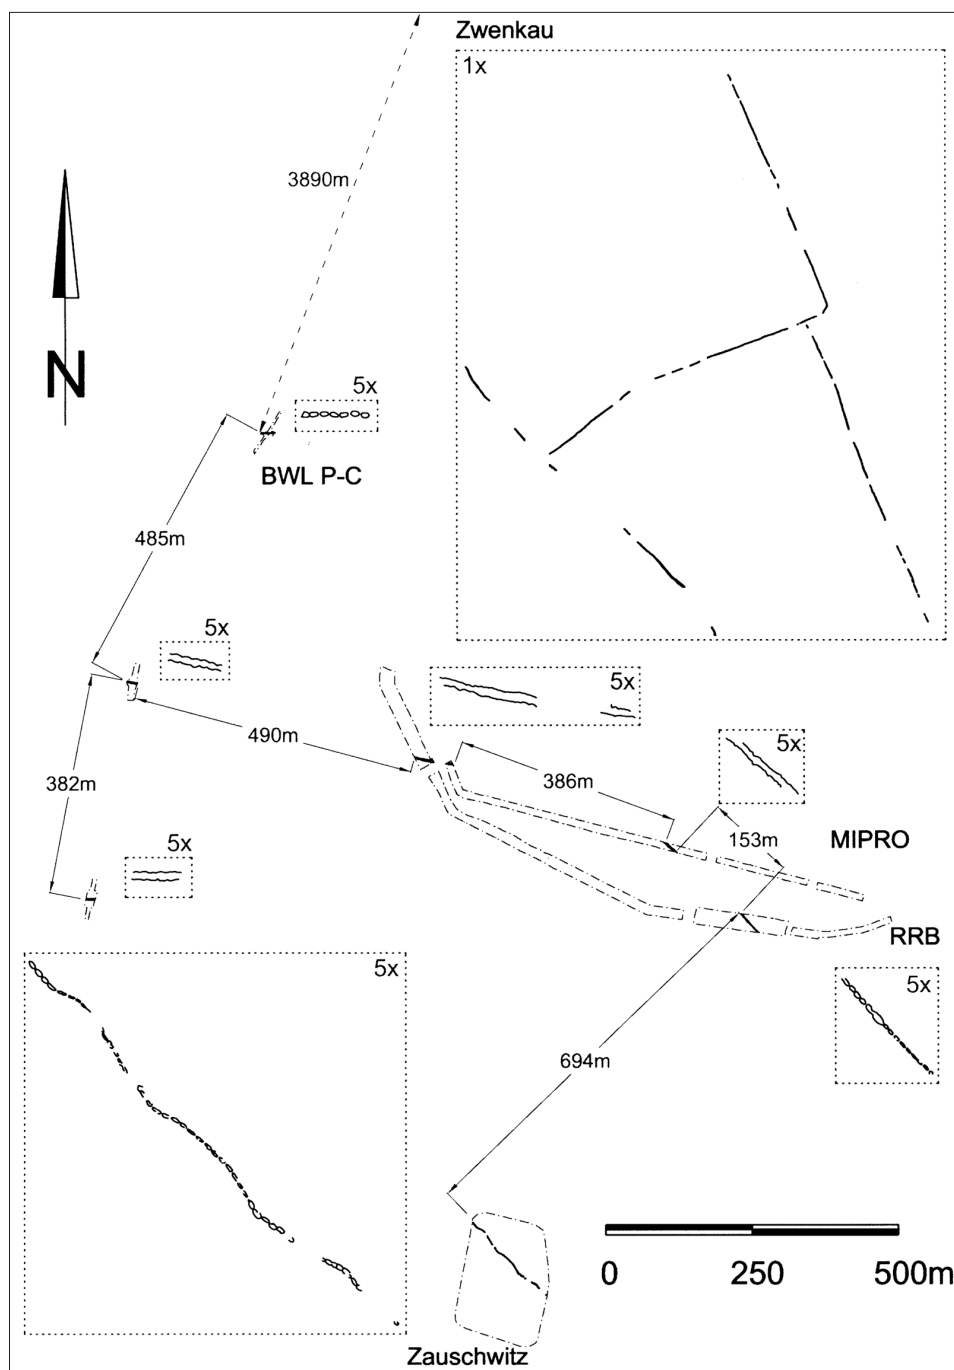 Zwenkau
1x
3890m
N
5x
BWL P-C
485m
5x
5x
5x
490m
386m
382m
153m
MIPRO
5x
RRB
5x
5x
694m
0 250 500m
Zauschwitz